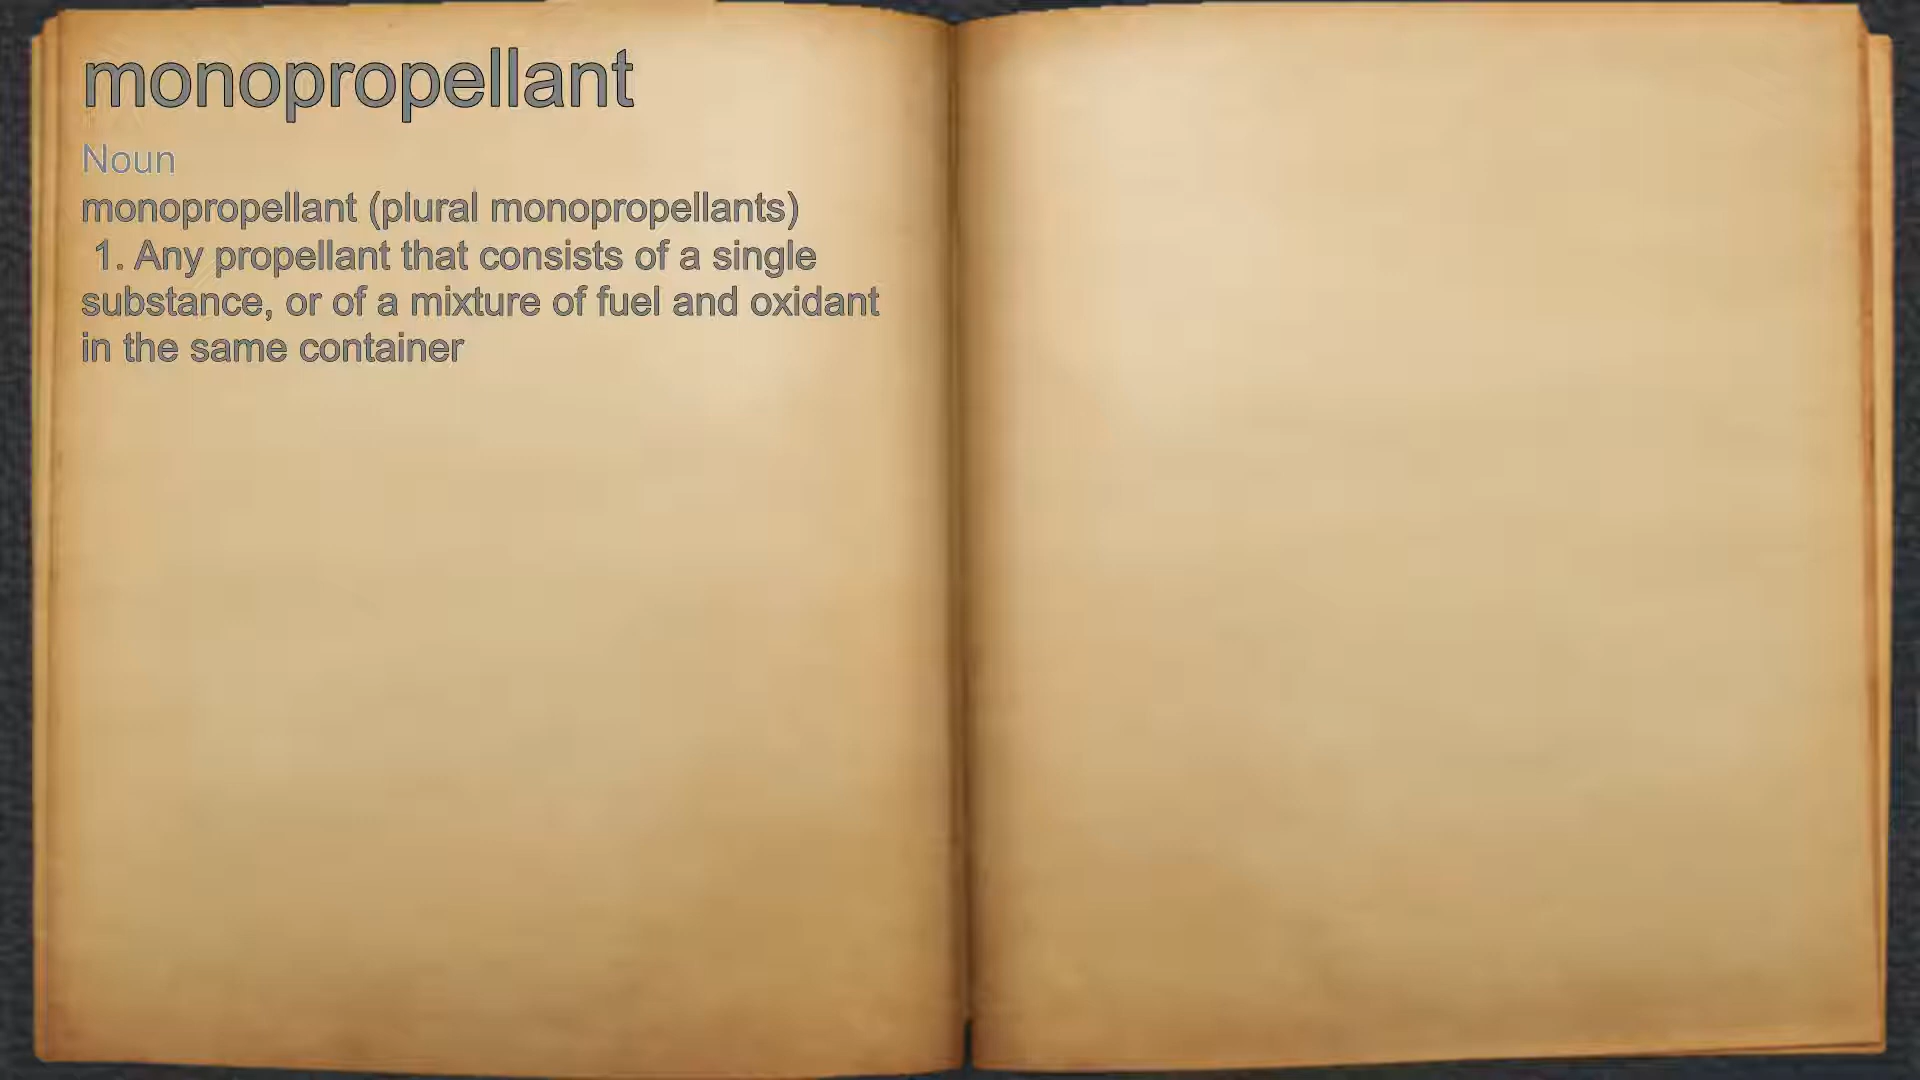 monopropellant
Noun
monopropellant (plural monopropellants)
1. Any propellant that consists of a single
substance, or of a mixture of fuel and oxidant
in the same container